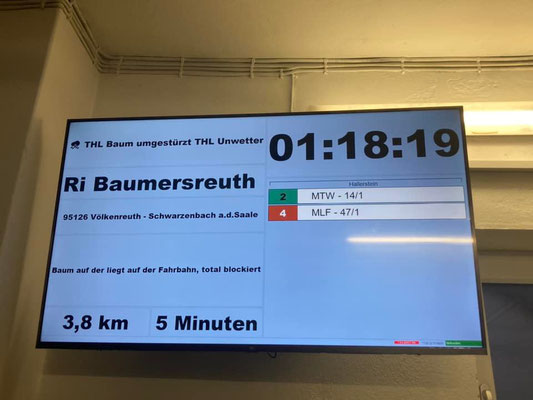 THL Baum umgestürzt THL Unwetter
01:18:19
Ri Baumersreuth
Hallerstein
2 MTW - 14/1
4 MLF - 47/1
95126 Völkenreuth - Schwarzenbach a.d.Saale
Baum auf der liegt auf der Fahrbahn, total blockiert
3,8 km
5 Minuten